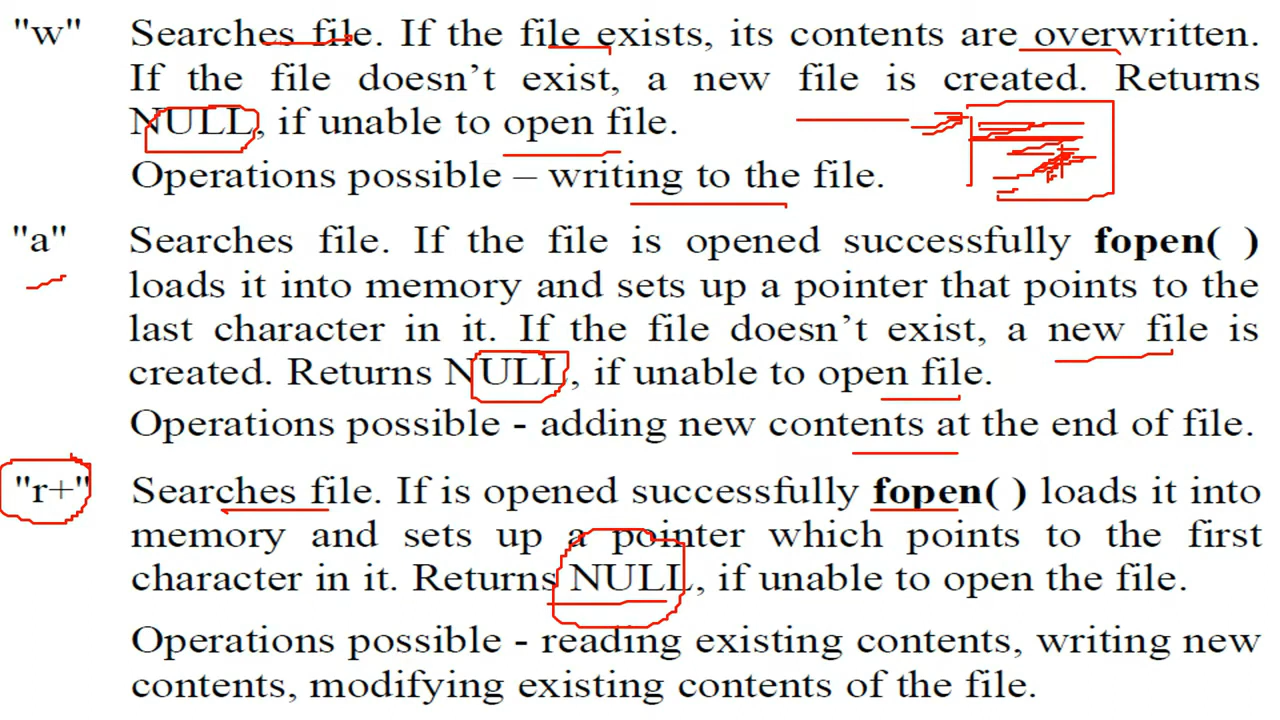 "w" Searches file. If the file exists, its contents are overwritten.
If the file doesn’t exist, a new file is created. Returns
NULL, if unable to open file.
Operations possible – writing to the file.
"a" Searches file. If the file is opened successfully fopen( )
loads it into memory and sets up a pointer that points to the
last character in it. If the file doesn’t exist, a new file is
created. Returns NULL, if unable to open file.
Operations possible - adding new contents at the end of file.
"r+" Searches file. If is opened successfully fopen( ) loads it into
memory and sets up a pointer which points to the first
character in it. Returns NULL, if unable to open the file.
Operations possible - reading existing contents, writing new
contents, modifying existing contents of the file.